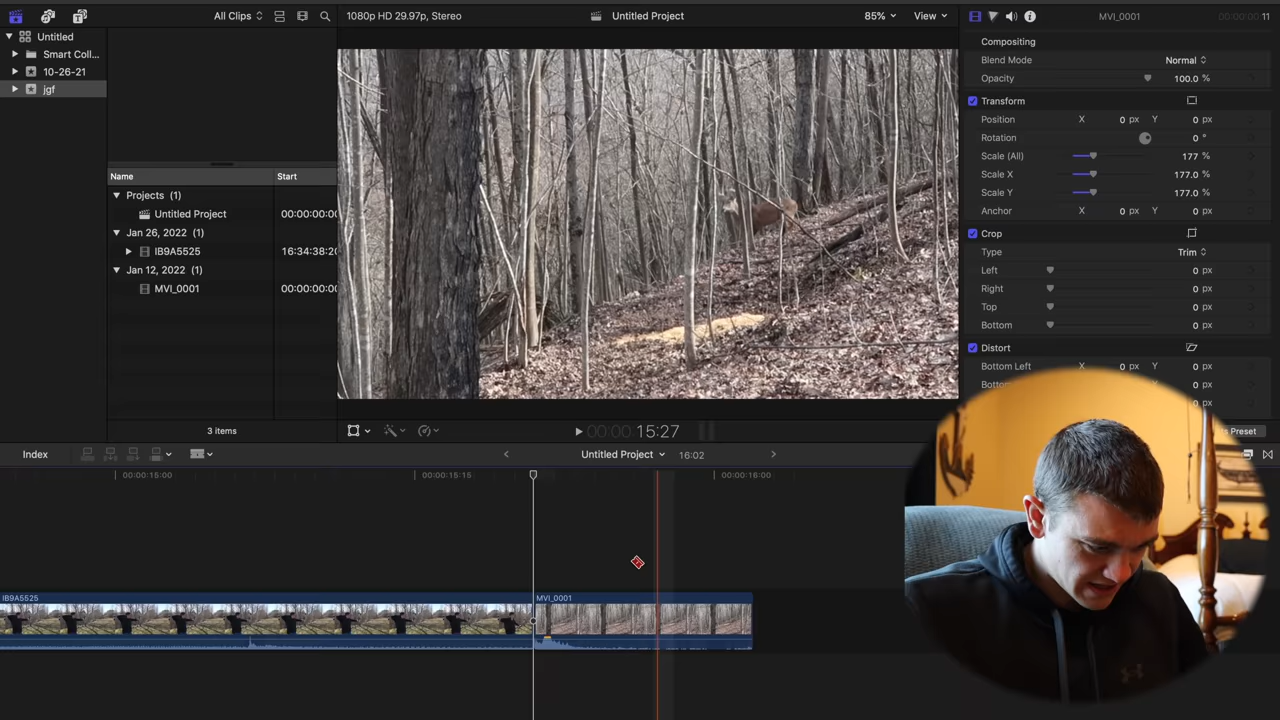 All Clips
1080p HD 29.97p, Stereo
Untitled Project
85%
View
MVI_0001
11
Untitled
Smart Coll...
10-26-21
jgf
Name
Start
Projects (1)
Untitled Project
00:00:00:00
Jan 26, 2022 (1)
IB9A5525
16:34:38:20
Jan 12, 2022 (1)
MVI_0001
00:00:00:00
3 items
Compositing
Blend Mode
Normal
Opacity
100.0 %
Transform
Position
X
0 px
Y
0 px
Rotation
0 °
Scale (All)
177 %
Scale X
177.0 %
Scale Y
177.0 %
Anchor
X
0 px
Y
0 px
Crop
Type
Trim
Left
0 px
Right
0 px
Top
0 px
Bottom
0 px
Distort
Bottom Left
X
0 px
Y
0 px
00:00:15:27
Index
Untitled Project
16:02
00:00:15:00
00:00:15:15
00:00:16:00
IB9A5525
MVI_0001